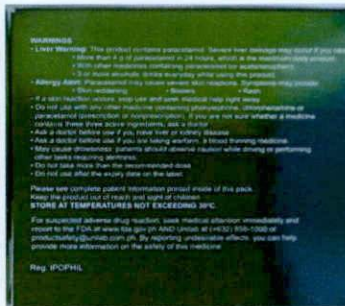 WARNINGS
• Liver Warning: This product contains paracetamol. Severe liver damage may occur if you take
• More than 4 g of paracetamol in 24 hours, which is the maximum daily amount
• With other medicines containing paracetamol (or acetaminophen)
• 3 or more alcoholic drinks everyday while using this product
• Allergy Alert: Paracetamol may cause severe skin reactions. Symptoms may include:
• Skin reddening • Blisters • Rash
- If a skin reaction occurs, stop use and seek medical help right away
• Do not use with any other medicine containing phenylephrine, chlorphenamine or
paracetamol (prescription or nonprescription). If you are not sure whether a medicine
contains these three active ingredients, ask a doctor
• Ask a doctor before use if you have liver or kidney disease
• Ask a doctor before use if you are taking warfarin, a blood thinning medicine
• May cause drowsiness; patients should observe caution while driving or performing
other tasks requiring alertness.
• Do not take more than the recommended dose
• Do not use after the expiry date on the label
Please see complete patient information printed inside of this pack.
Keep the product out of reach and sight of children
STORE AT TEMPERATURES NOT EXCEEDING 30°C.
For suspected adverse drug reaction, seek medical attention immediately and
report to the FDA at www.fda.gov.ph AND Unilab at (+632) 858-1000 or
productsafety@unilab.com.ph. By reporting undesirable effects, you can help
provide more information on the safety of this medicine
Reg. IPOPHIL